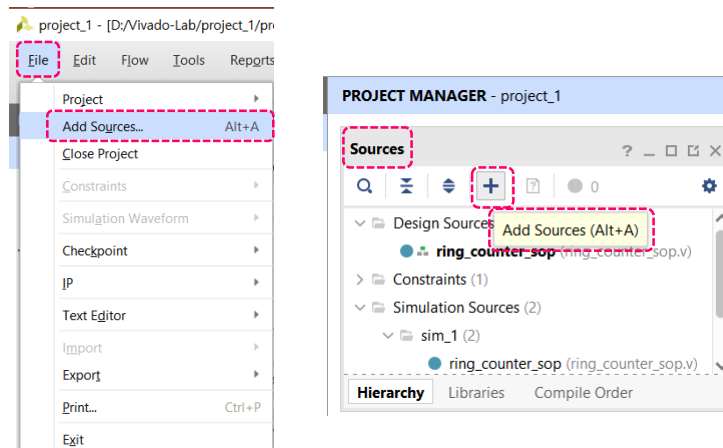 project_1 - [D:/Vivado-Lab/project_1/pr
File Edit Flow Tools Reports
Project
Add Sources... Alt+A
Close Project
Constraints
Simulation Waveform
Checkpoint
IP
Text Editor
Import
Export
Print... Ctrl+P
Exit
PROJECT MANAGER - project_1
Sources
0
Design Sources
Add Sources (Alt+A)
ring_counter_sop (ring_counter_sop.v)
Constraints (1)
Simulation Sources (2)
sim_1 (2)
ring_counter_sop (ring_counter_sop.v)
Hierarchy Libraries Compile Order